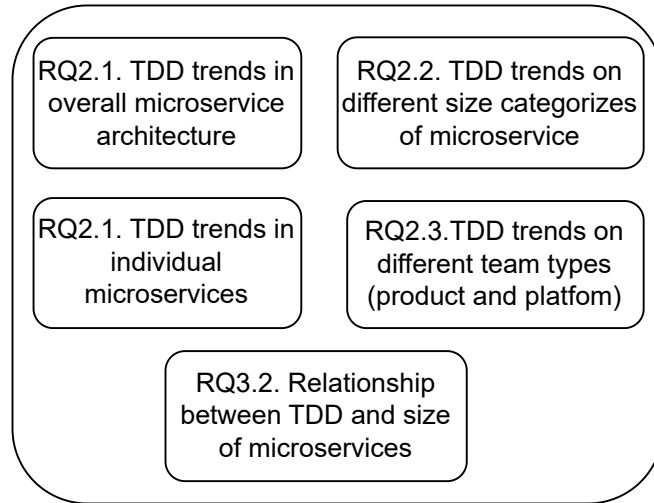 RQ2.1. TDD trends in
overall microservice
architecture
RQ2.2. TDD trends on
different size categorizes
of microservice
RQ2.1. TDD trends in
individual
microservices
RQ2.3.TDD trends on
different team types
(product and platfom)
RQ3.2. Relationship
between TDD and size
of microservices